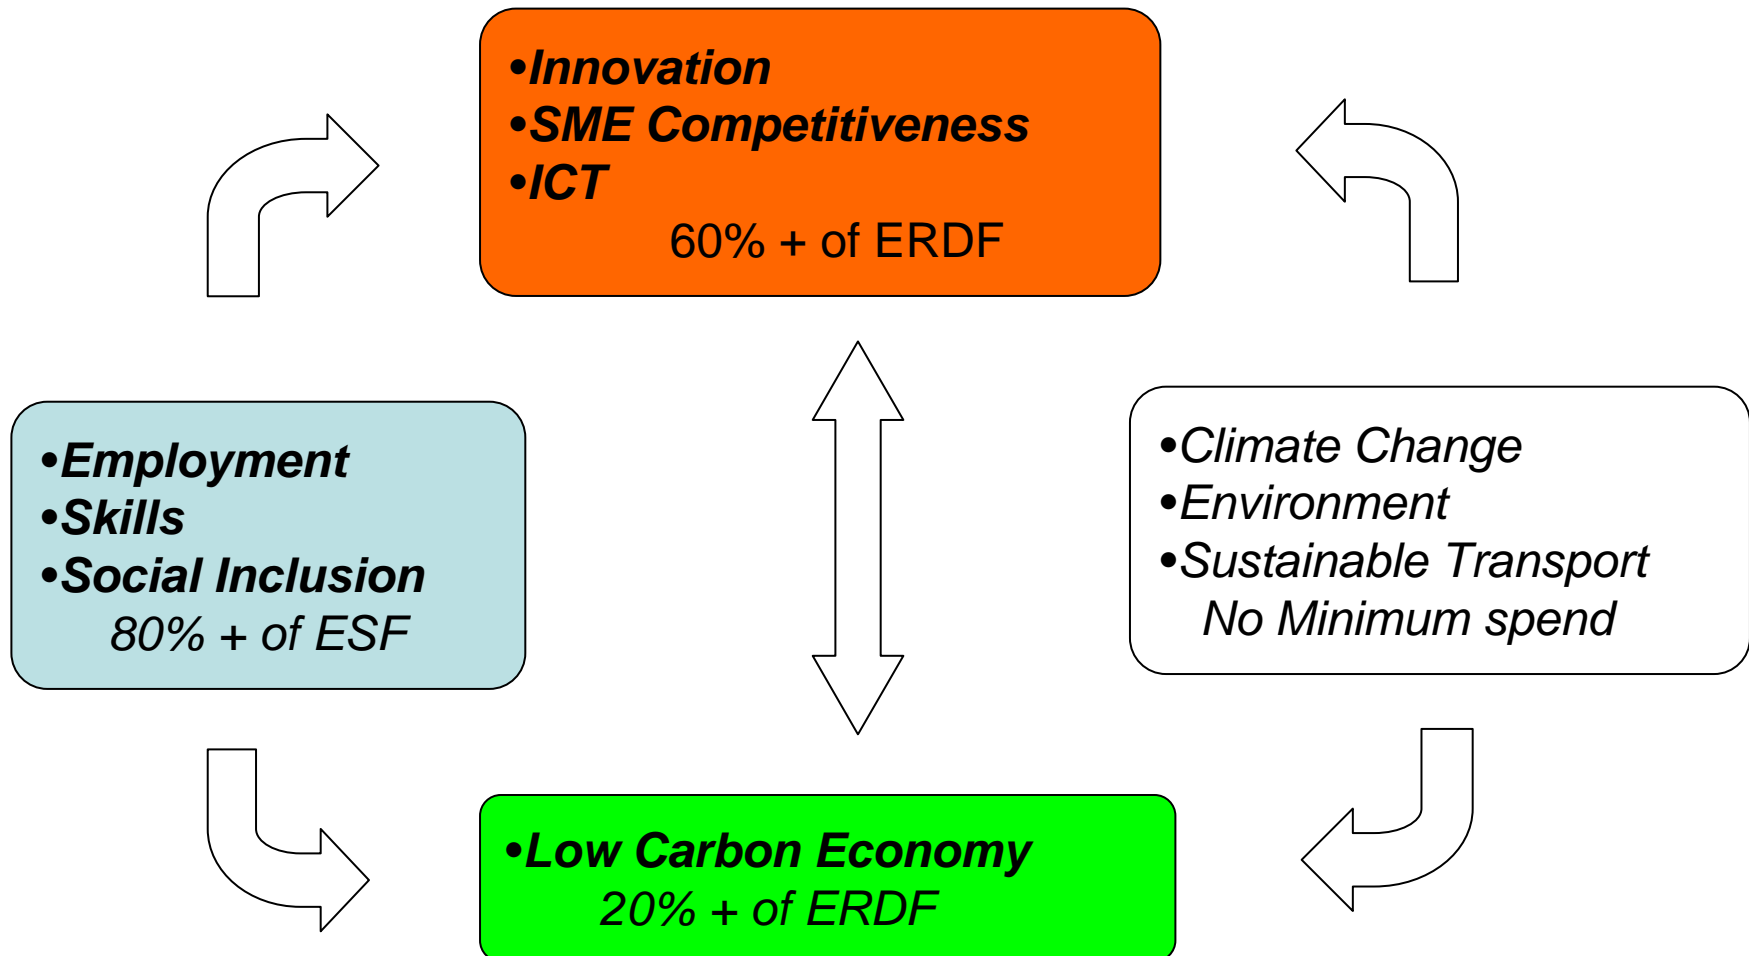 •Innovation
•SME Competitiveness
•ICT
60% + of ERDF
•Employment
•Skills
•Social Inclusion
80% + of ESF
•Climate Change
•Environment
•Sustainable Transport
No Minimum spend
•Low Carbon Economy
20% + of ERDF